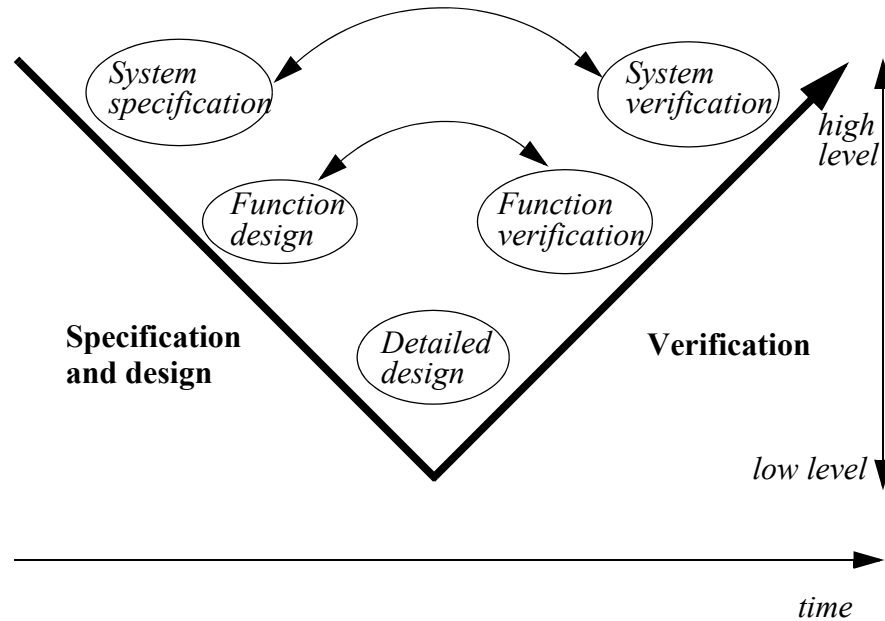 System
specification
System
verification
high
level
Function
design
Function
verification
Specification
and design
Detailed
design
Verification
low level
time